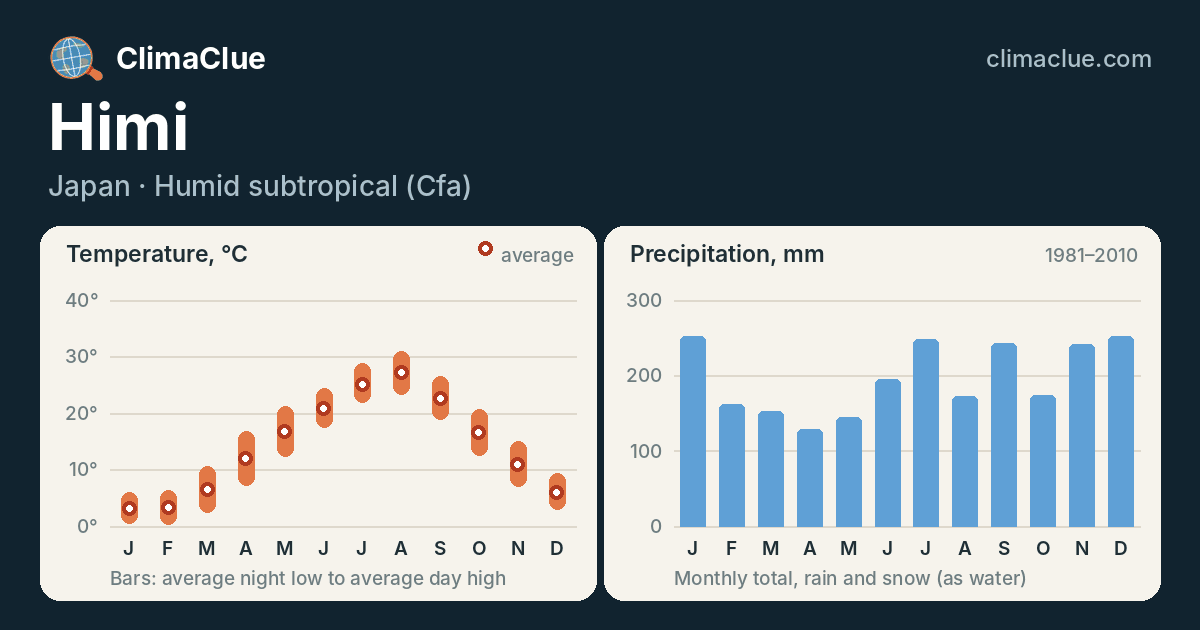 ClimaClue
climaclue.com
Himi
Japan · Humid subtropical (Cfa)
Temperature, °C
average
40°
30°
20°
10°
0°
J F M A M J J A S O N D
Bars: average night low to average day high
Precipitation, mm
1981–2010
300
200
100
0
J F M A M J J A S O N D
Monthly total, rain and snow (as water)